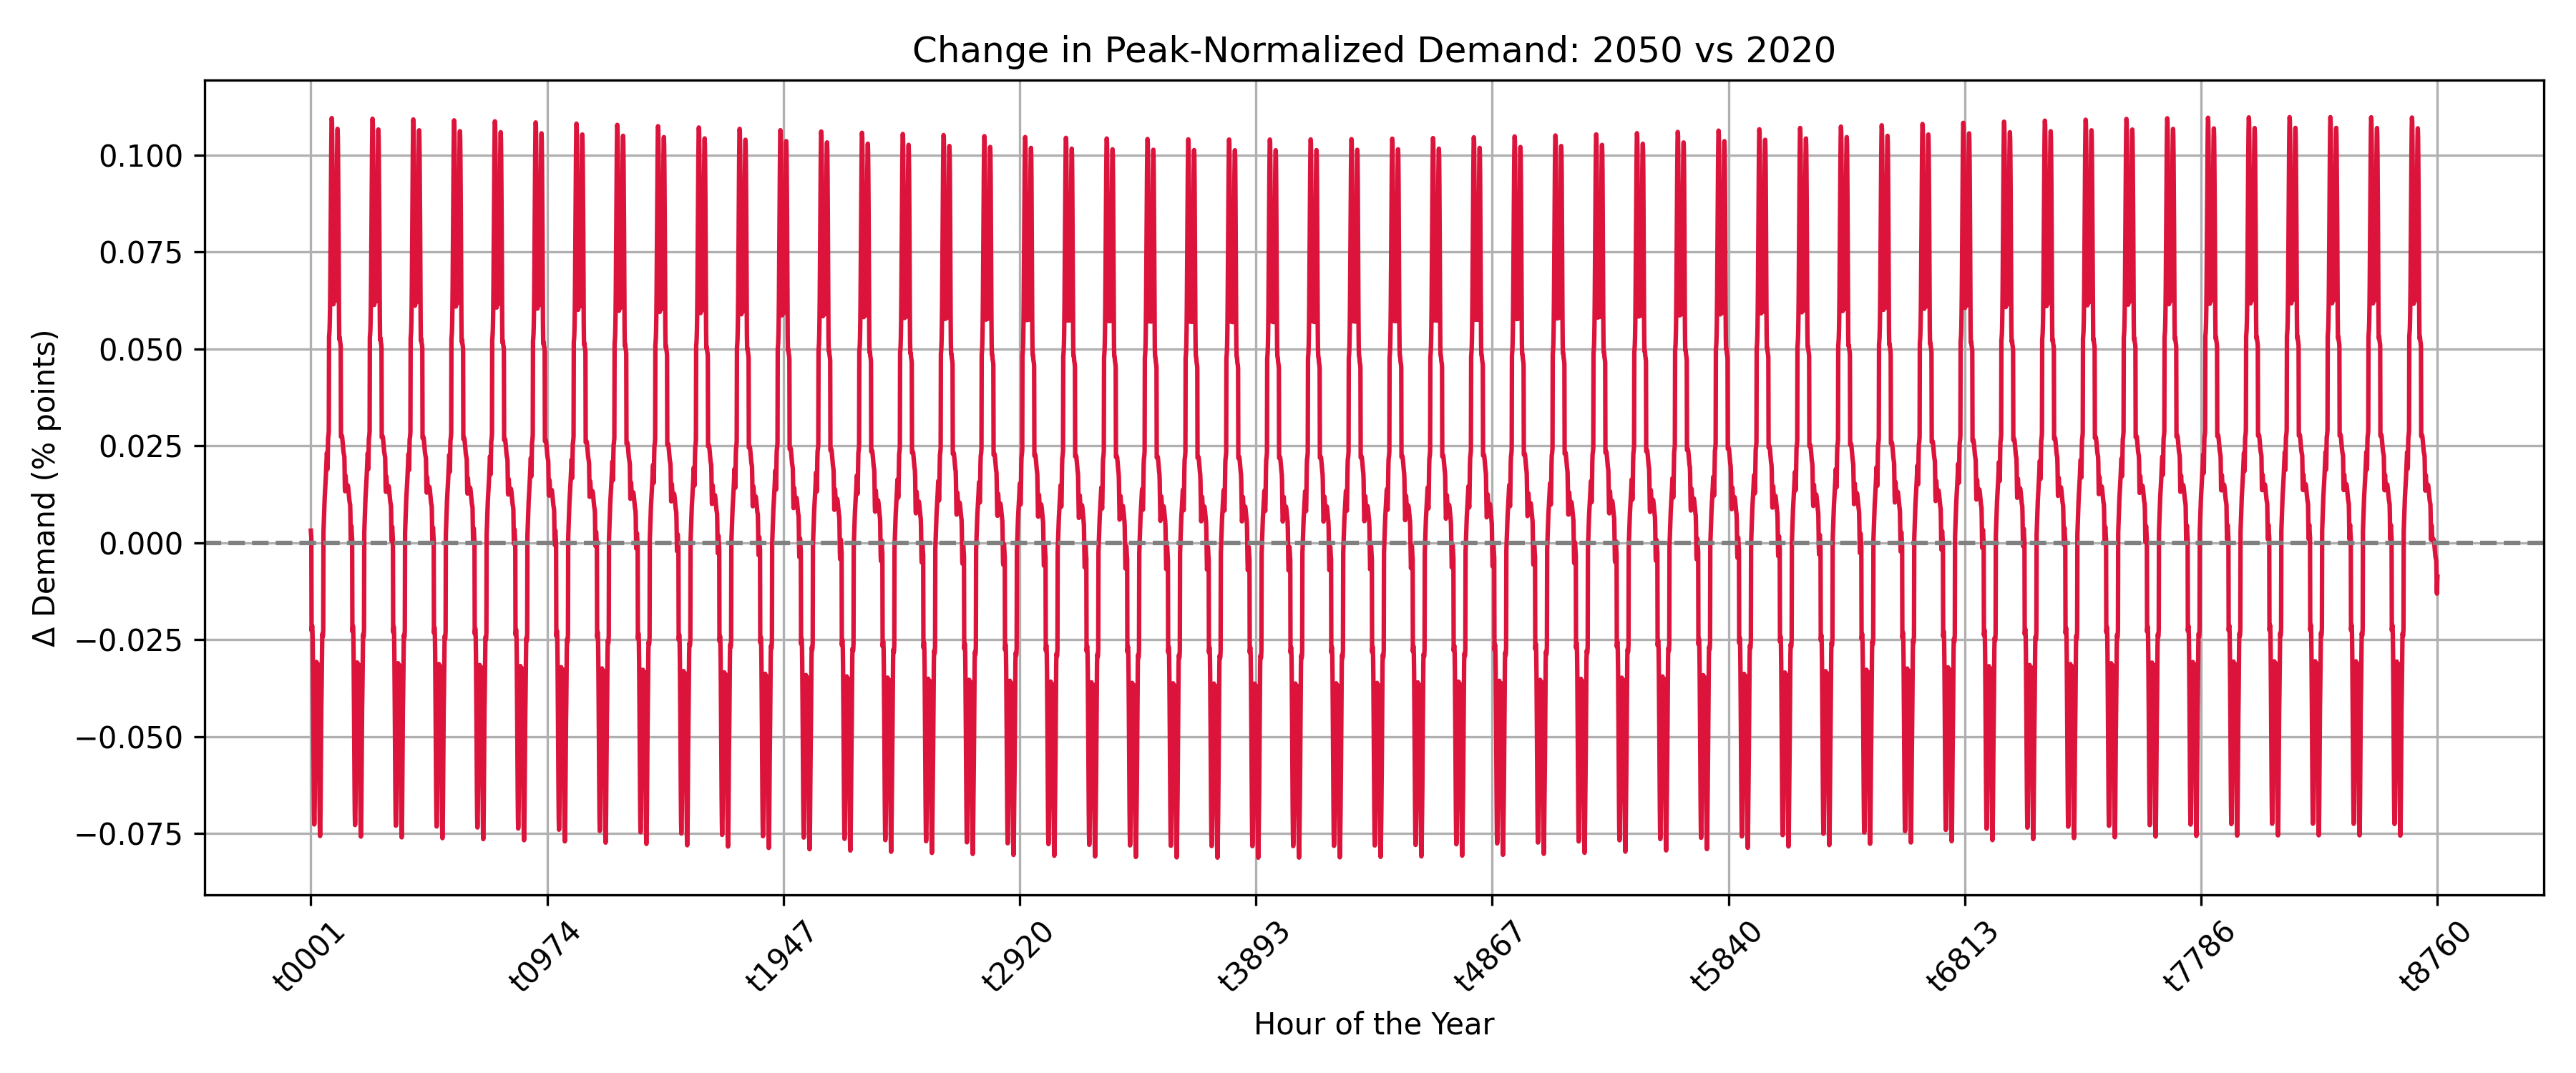 Change in Peak-Normalized Demand: 2050 vs 2020
Δ Demand (% points)
0.100
0.075
0.050
0.025
0.000
−0.025
−0.050
−0.075
t0001
t0974
t1947
t2920
t3893
t4867
t5840
t6813
t7786
t8760
Hour of the Year